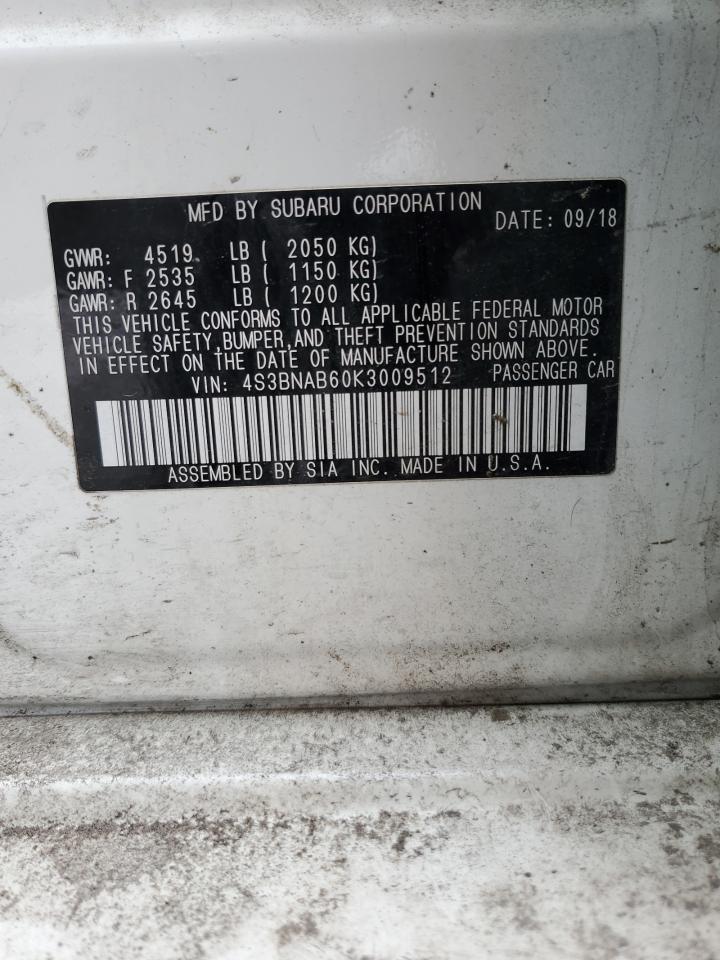 MFD BY SUBARU CORPORATION DATE: 09/18
GVWR: 4519 LB ( 2050 KG)
GAWR: F 2535 LB ( 1150 KG)
GAWR: R 2645 LB ( 1200 KG)
THIS VEHICLE CONFORMS TO ALL APPLICABLE FEDERAL MOTOR
VEHICLE SAFETY,BUMPER,AND THEFT PREVENTION STANDARDS
IN EFFECT ON THE DATE OF MANUFACTURE SHOWN ABOVE.
VIN: 4S3BNAB60K3009512 PASSENGER CAR
ASSEMBLED BY SIA INC. MADE IN U.S.A.